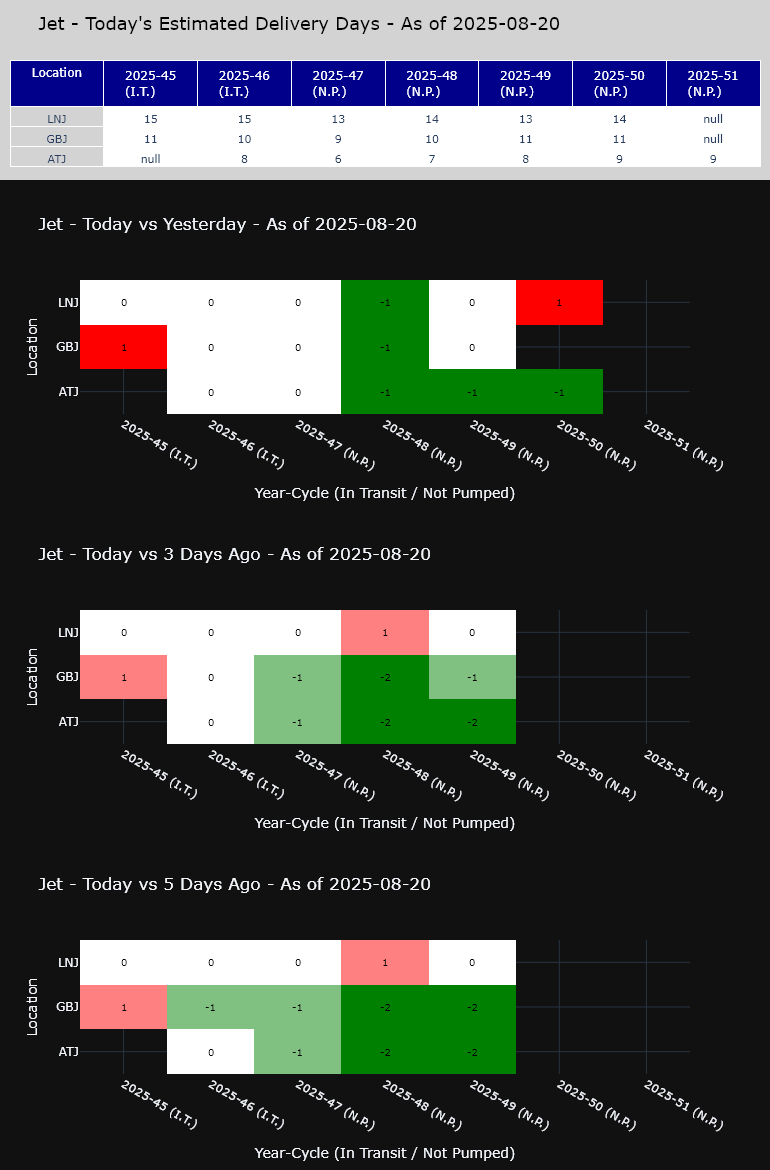 Jet - Today's Estimated Delivery Days - As of 2025-08-20
Location 2025-45 (I.T.) 2025-46 (I.T.) 2025-47 (N.P.) 2025-48 (N.P.) 2025-49 (N.P.) 2025-50 (N.P.) 2025-51 (N.P.)
LNJ 15 15 13 14 13 14 null
GBJ 11 10 9 10 11 11 null
ATJ null 8 6 7 8 9 9
Jet - Today vs Yesterday - As of 2025-08-20
Location
LNJ 0 0 0 -1 0 1
GBJ 1 0 0 -1 0
ATJ 0 0 -1 -1 -1
2025-45 (I.T.) 2025-46 (I.T.) 2025-47 (N.P.) 2025-48 (N.P.) 2025-49 (N.P.) 2025-50 (N.P.) 2025-51 (N.P.)
Year-Cycle (In Transit / Not Pumped)
Jet - Today vs 3 Days Ago - As of 2025-08-20
Location
LNJ 0 0 0 1 0
GBJ 1 0 -1 -2 -1
ATJ 0 -1 -2 -2
2025-45 (I.T.) 2025-46 (I.T.) 2025-47 (N.P.) 2025-48 (N.P.) 2025-49 (N.P.) 2025-50 (N.P.) 2025-51 (N.P.)
Year-Cycle (In Transit / Not Pumped)
Jet - Today vs 5 Days Ago - As of 2025-08-20
Location
LNJ 0 0 0 1 0
GBJ 1 -1 -1 -2 -2
ATJ 0 -1 -2 -2
2025-45 (I.T.) 2025-46 (I.T.) 2025-47 (N.P.) 2025-48 (N.P.) 2025-49 (N.P.) 2025-50 (N.P.) 2025-51 (N.P.)
Year-Cycle (In Transit / Not Pumped)